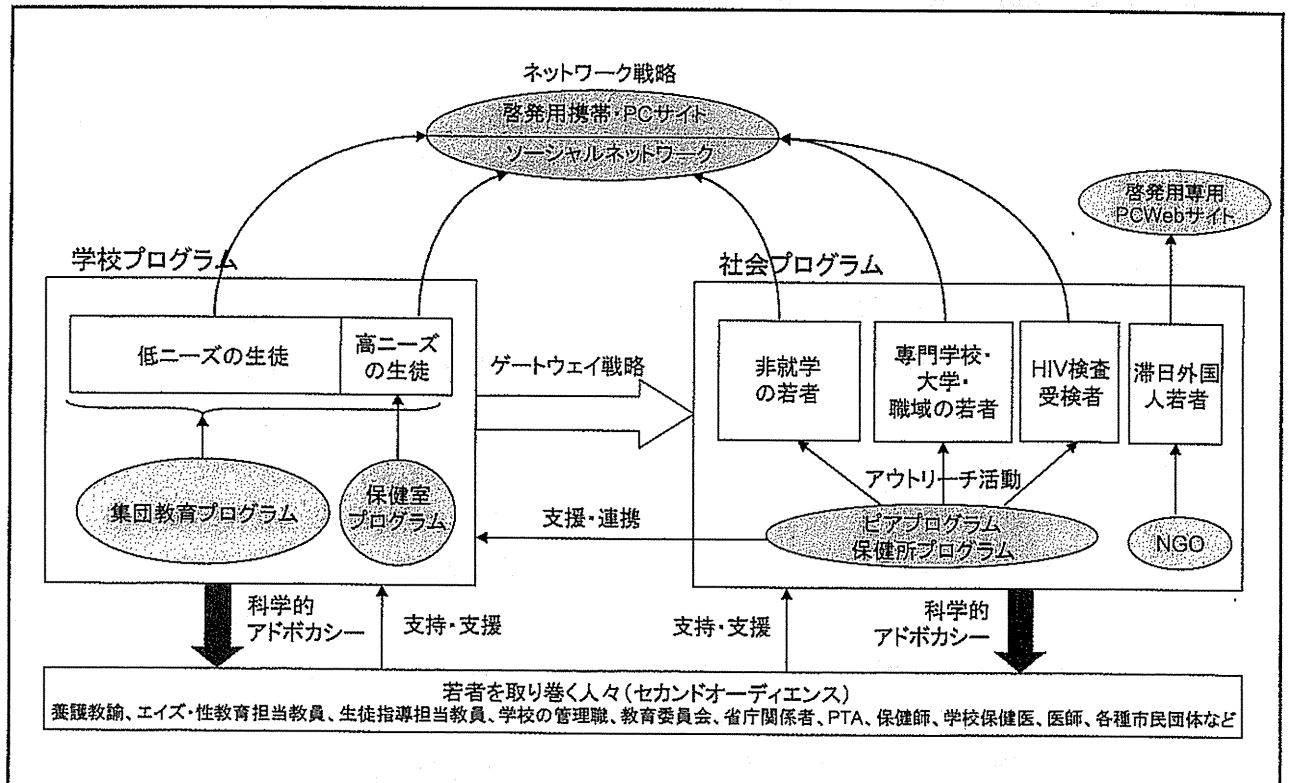 ネットワーク戦略
啓発用携帯・PCサイト
ソーシャルネットワーク
啓発用専用
PCWebサイト
学校プログラム
社会プログラム
低ニーズの生徒
高ニーズ
の生徒
ゲートウェイ戦略
非就学
の若者
専門学校・
大学・
職域の若者
HIV検査
受検者
滞日外国
人若者
集団教育プログラム
保健室
プログラム
アウトリーチ活動
支援・連携
ピアプログラム
保健所プログラム
NGO
科学的
アドボカシー
支持・支援
支持・支援
科学的
アドボカシー
若者を取り巻く人々(セカンドオーディエンス)
養護教諭、エイズ・性教育担当教員、生徒指導担当教員、学校の管理職、教育委員会、省庁関係者、PTA、保健師、学校保健医、医師、各種市民団体など